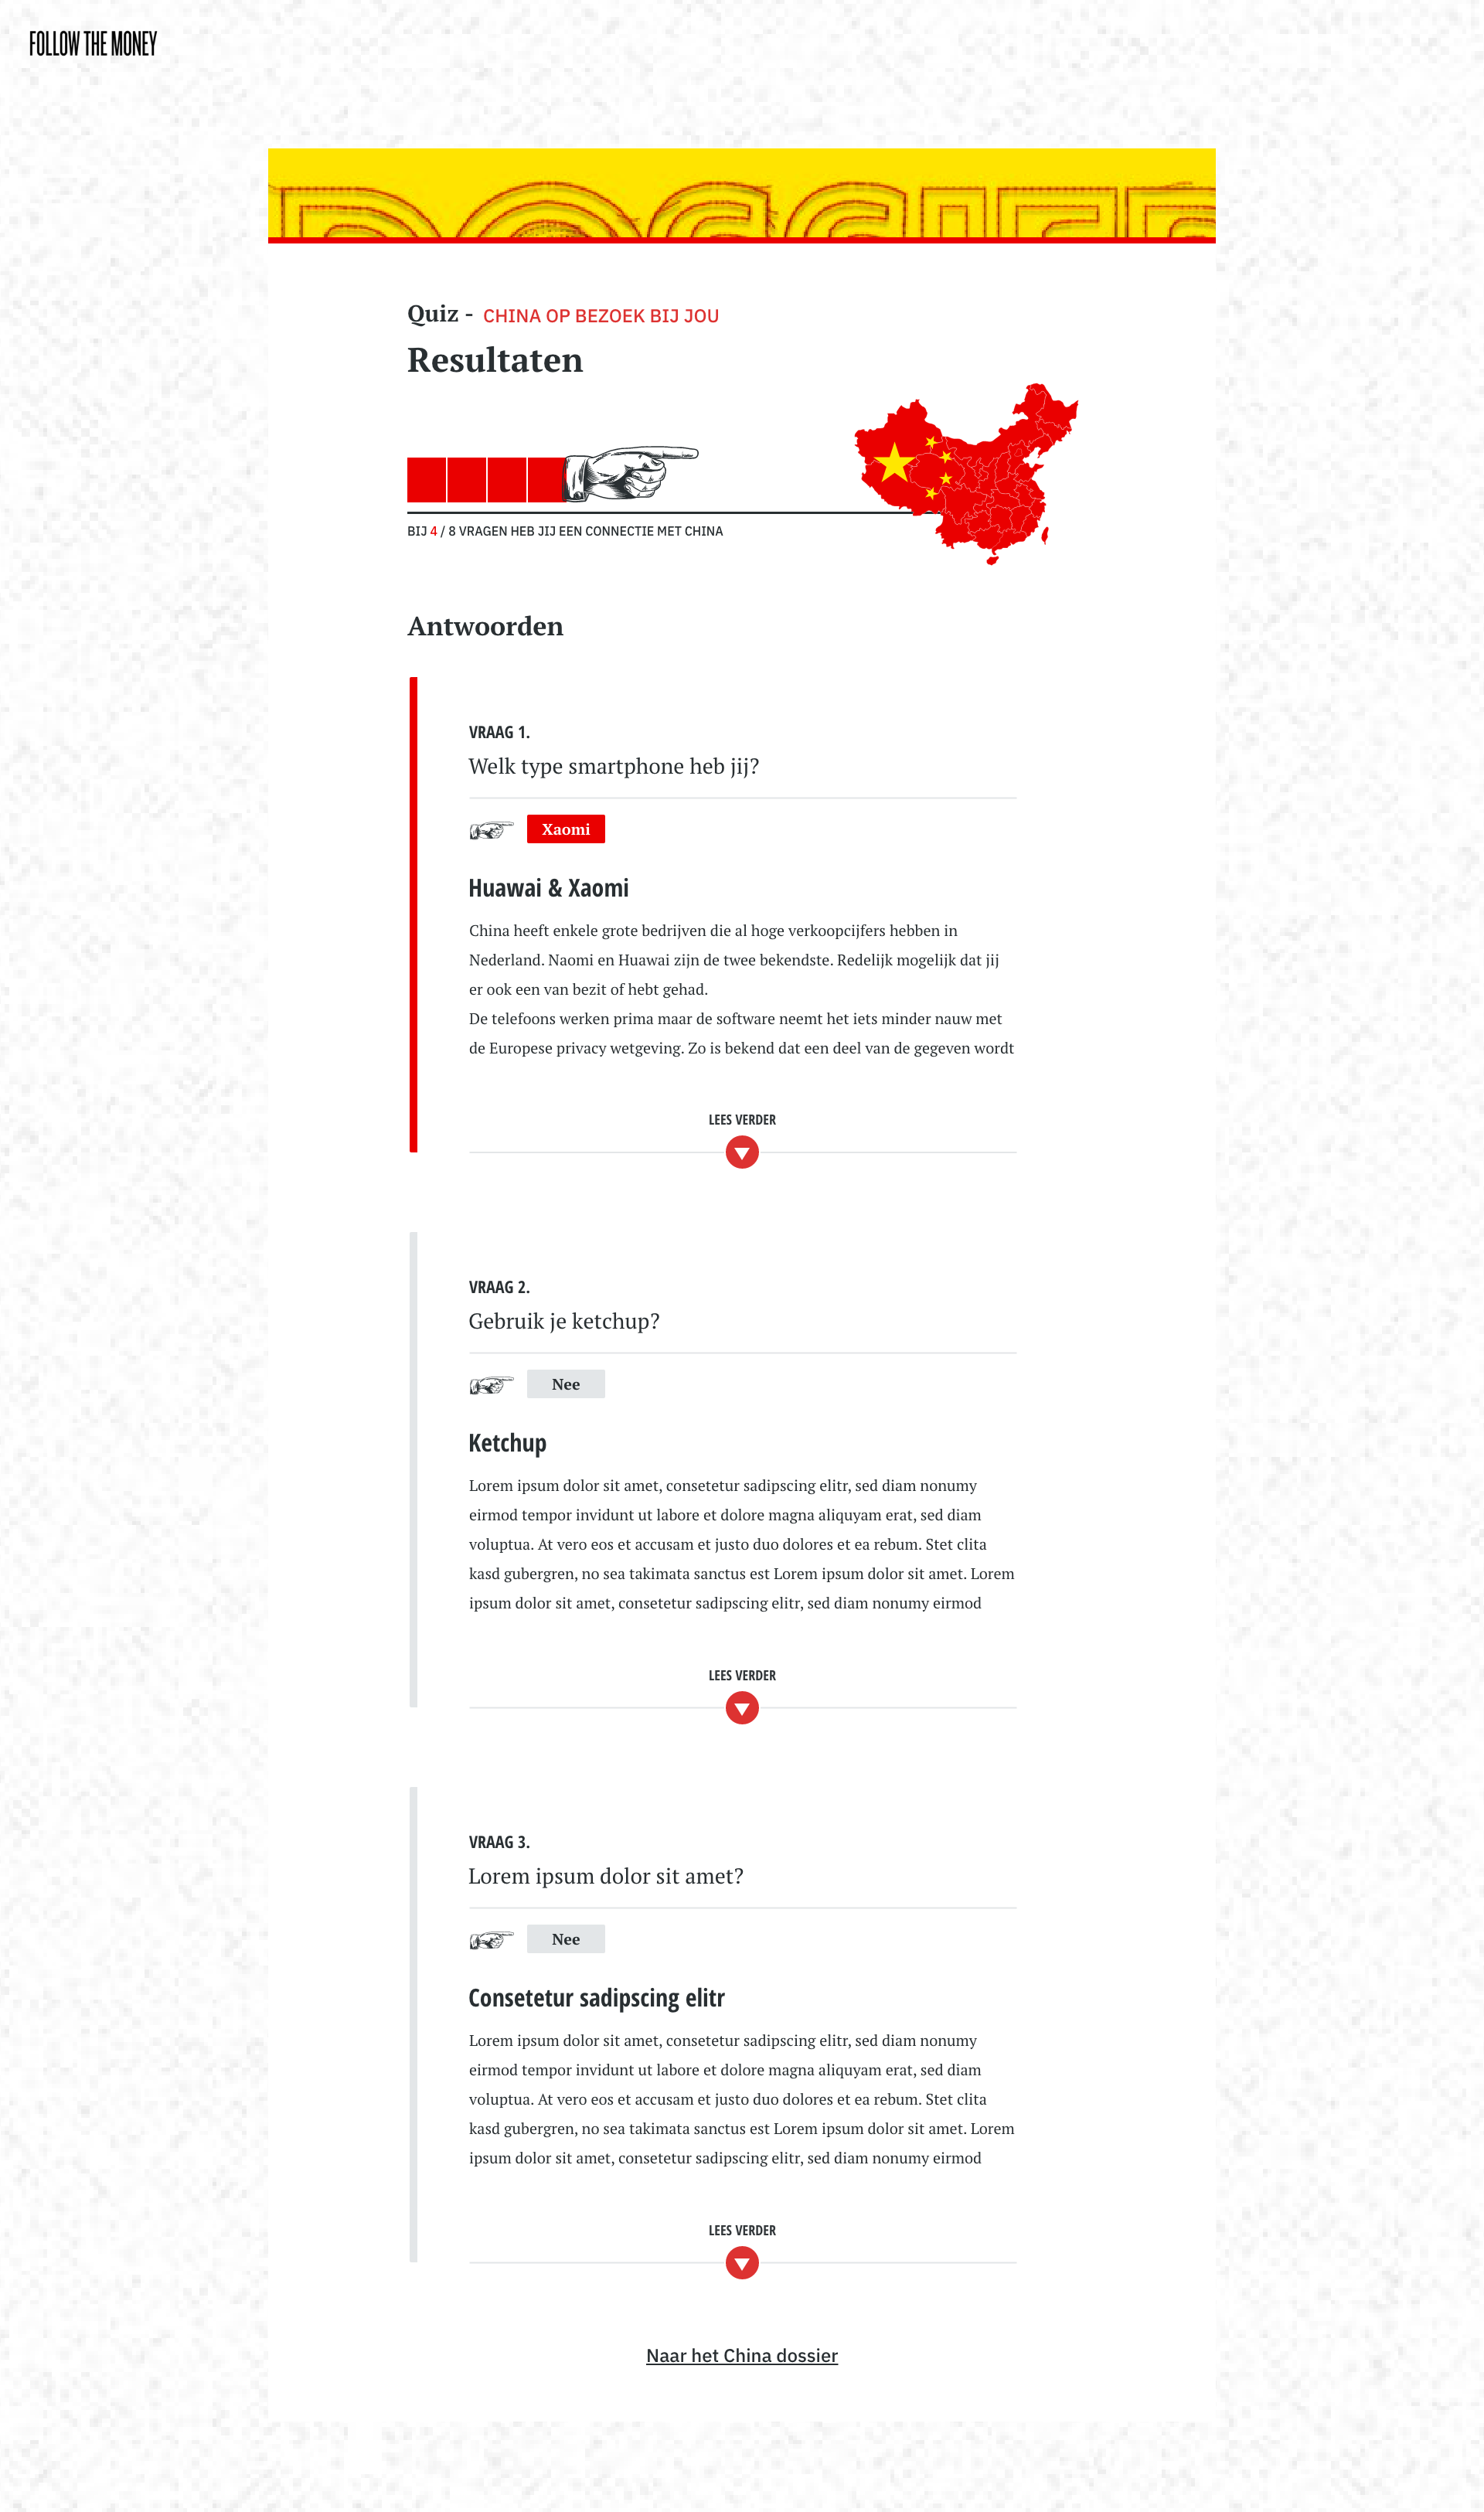 FOLLOW THE MONEY
Quiz - CHINA OP BEZOEK BIJ JOU
Resultaten
BIJ 4 / 8 VRAGEN HEB JIJ EEN CONNECTIE MET CHINA
Antwoorden
VRAAG 1.
Welk type smartphone heb jij?
Xaomi
Huawai & Xaomi
China heeft enkele grote bedrijven die al hoge verkoopcijfers hebben in
Nederland. Naomi en Huawai zijn de twee bekendste. Redelijk mogelijk dat jij
er ook een van bezit of hebt gehad.
De telefoons werken prima maar de software neemt het iets minder nauw met
de Europese privacy wetgeving. Zo is bekend dat een deel van de gegeven wordt
LEES VERDER
VRAAG 2.
Gebruik je ketchup?
Nee
Ketchup
Lorem ipsum dolor sit amet, consetetur sadipscing elitr, sed diam nonumy
eirmod tempor invidunt ut labore et dolore magna aliquyam erat, sed diam
voluptua. At vero eos et accusam et justo duo dolores et ea rebum. Stet clita
kasd gubergren, no sea takimata sanctus est Lorem ipsum dolor sit amet. Lorem
ipsum dolor sit amet, consetetur sadipscing elitr, sed diam nonumy eirmod
LEES VERDER
VRAAG 3.
Lorem ipsum dolor sit amet?
Nee
Consetetur sadipscing elitr
Lorem ipsum dolor sit amet, consetetur sadipscing elitr, sed diam nonumy
eirmod tempor invidunt ut labore et dolore magna aliquyam erat, sed diam
voluptua. At vero eos et accusam et justo duo dolores et ea rebum. Stet clita
kasd gubergren, no sea takimata sanctus est Lorem ipsum dolor sit amet. Lorem
ipsum dolor sit amet, consetetur sadipscing elitr, sed diam nonumy eirmod
LEES VERDER
Naar het China dossier